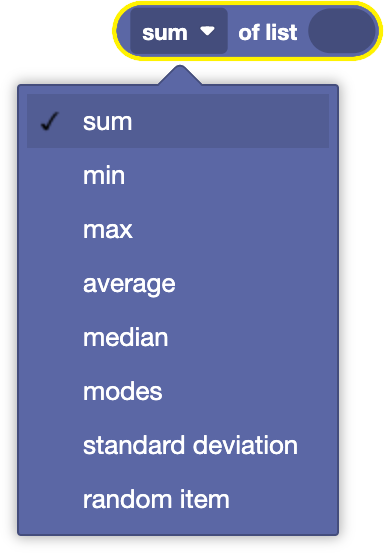 sum of list
sum
min
max
average
median
modes
standard deviation
random item